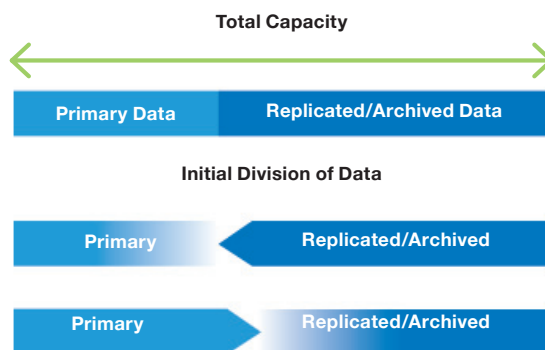 Total Capacity
Primary Data Replicated/Archived Data
Initial Division of Data
Primary Replicated/Archived
Primary Replicated/Archived